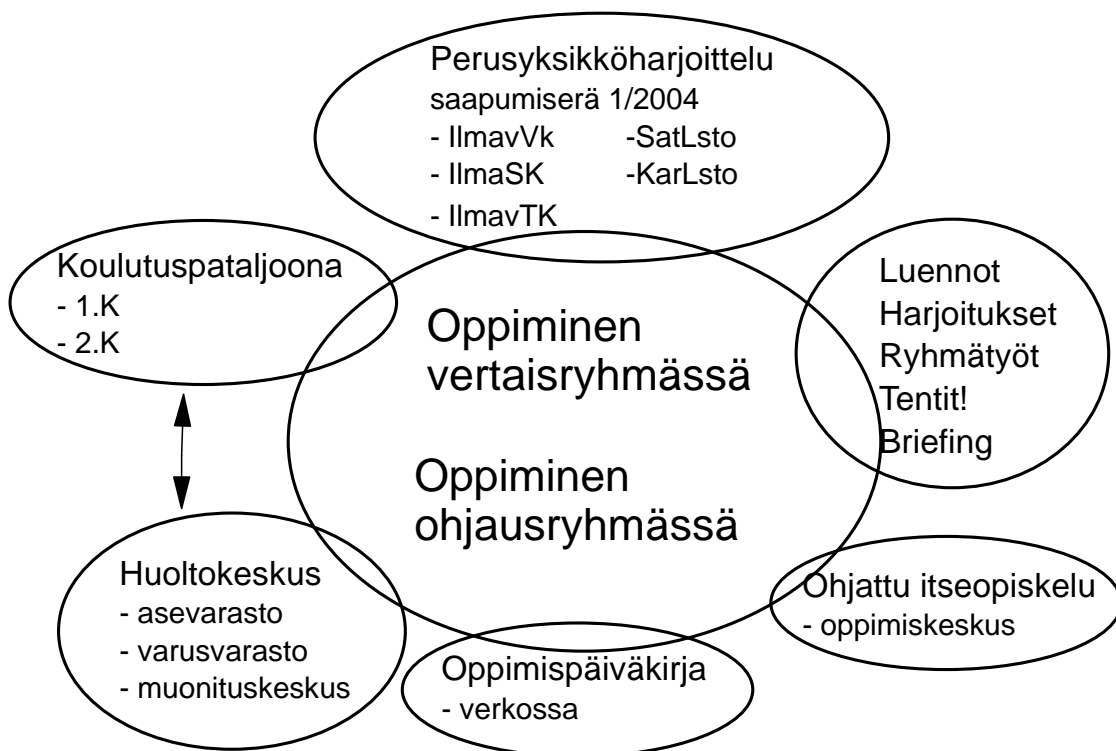 Perusyksikköharjoittelu
saapumiserä 1/2004
- IlmavVk -SatLsto
- IlmaSK -KarLsto
- IlmavTK
Koulutuspataljoona
- 1.K
- 2.K
Oppiminen
vertaisryhmässä
Oppiminen
ohjausryhmässä
Luennot
Harjoitukset
Ryhmätyöt
Tentit!
Briefing
Huoltokeskus
- asevarasto
- varusvarasto
- muonituskeskus
Oppimispäiväkirja
- verkossa
Ohjattu itseopiskelu
- oppimiskeskus